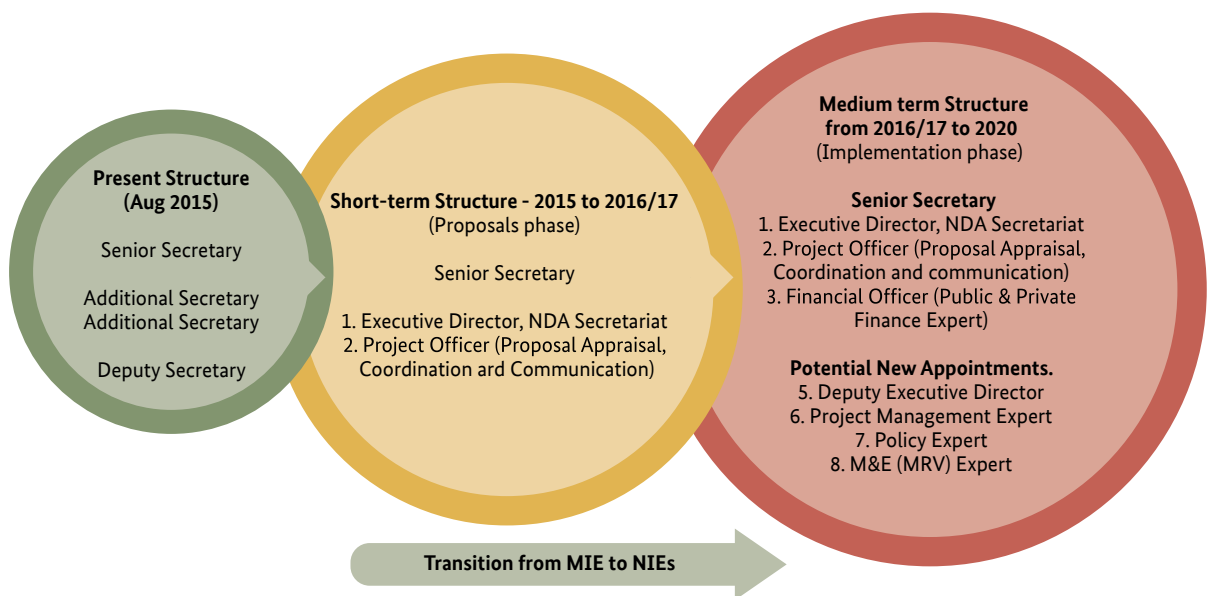 Present Structure
(Aug 2015)
Senior Secretary
Additional Secretary
Additional Secretary
Deputy Secretary
Short-term Structure - 2015 to 2016/17
(Proposals phase)
Senior Secretary
1. Executive Director, NDA Secretariat
2. Project Officer (Proposal Appraisal,
Coordination and Communication)
Medium term Structure
from 2016/17 to 2020
(Implementation phase)
Senior Secretary
1. Executive Director, NDA Secretariat
2. Project Officer (Proposal Appraisal,
Coordination and communication)
3. Financial Officer (Public & Private
Finance Expert)
Potential New Appointments.
5. Deputy Executive Director
6. Project Management Expert
7. Policy Expert
8. M&E (MRV) Expert
Transition from MIE to NIEs